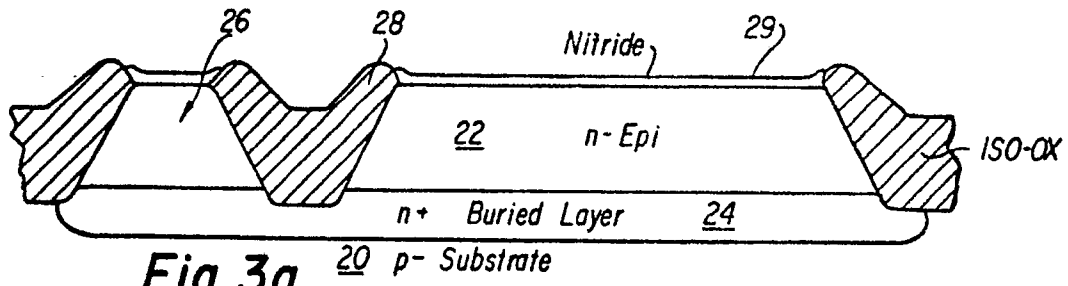 26
28
Nitride
29
22 n-Epi
ISO-OX
n+ Buried Layer 24
20 p- Substrate
Fig. 3a